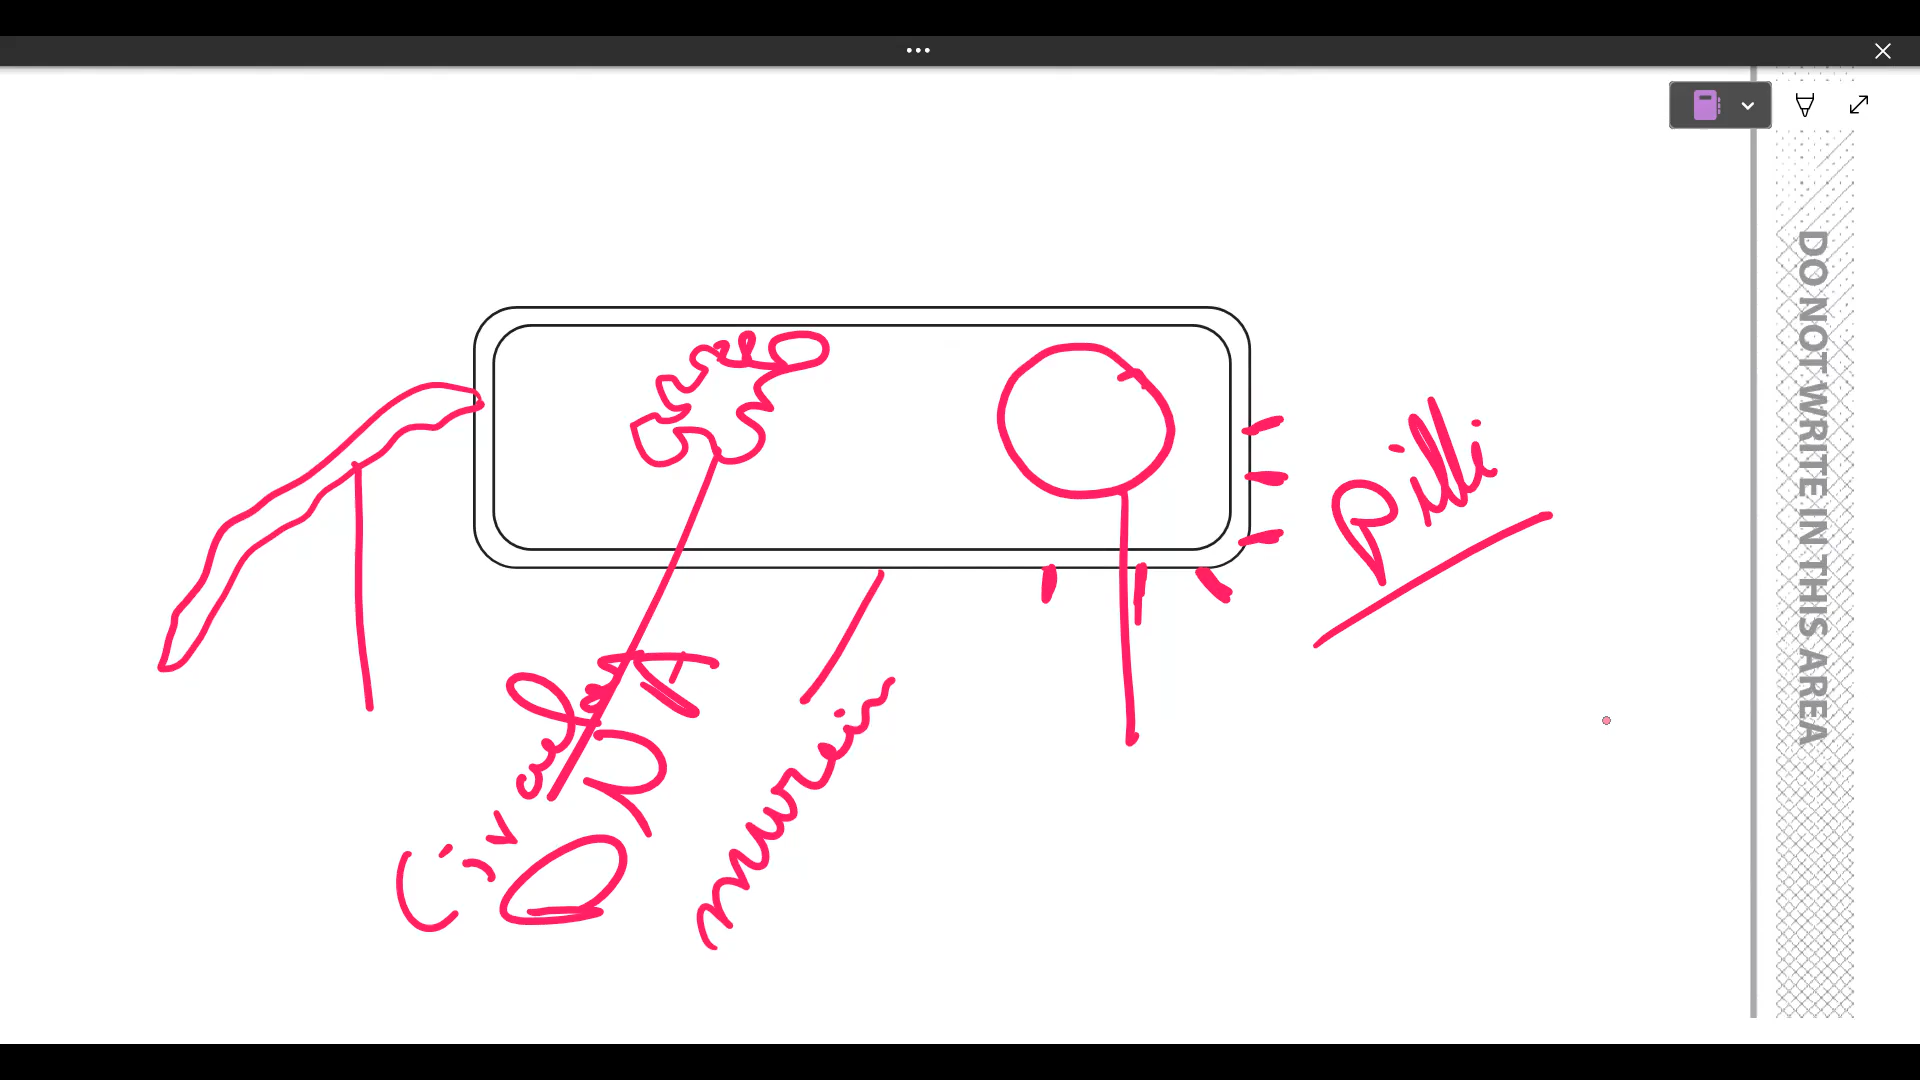 DO NOT WRITE IN THIS AREA
Pilli
Circular
DNA
murein